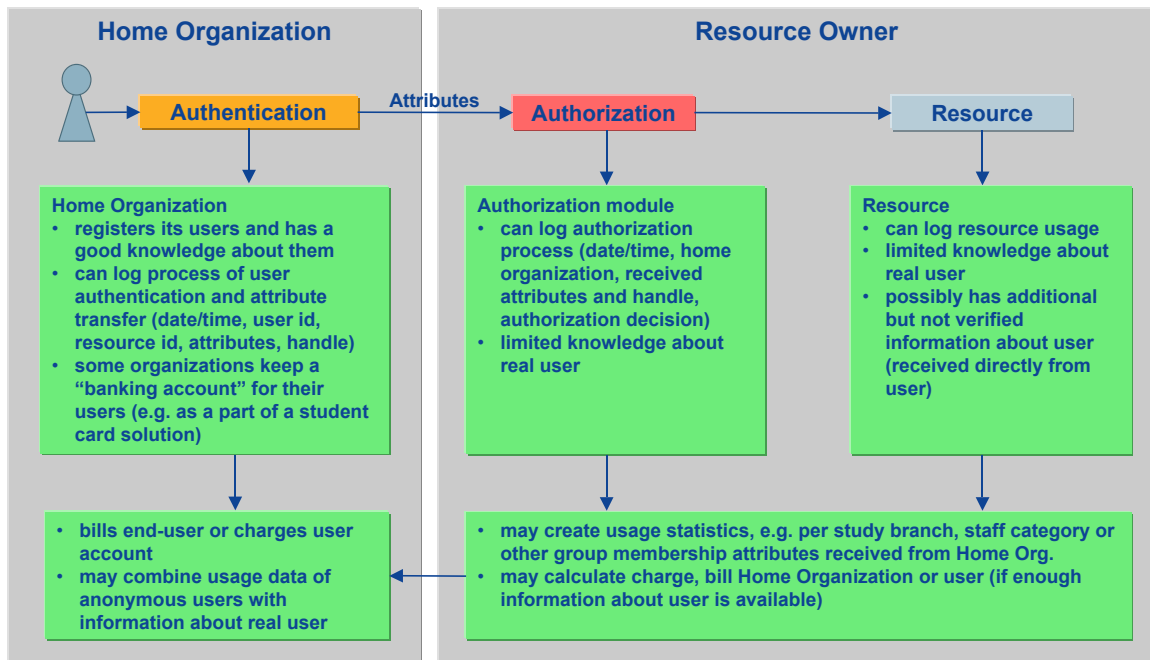 Home Organization
Resource Owner
Authentication
Attributes
Authorization
Resource
Home Organization
• registers its users and has a
good knowledge about them
• can log process of user
authentication and attribute
transfer (date/time, user id,
resource id, attributes, handle)
• some organizations keep a
“banking account” for their
users (e.g. as a part of a student
card solution)
Authorization module
• can log authorization
process (date/time, home
organization, received
attributes and handle,
authorization decision)
• limited knowledge about
real user
Resource
• can log resource usage
• limited knowledge about
real user
• possibly has additional
but not verified
information about user
(received directly from
user)
• bills end-user or charges user
account
• may combine usage data of
anonymous users with
information about real user
• may create usage statistics, e.g. per study branch, staff category or
other group membership attributes received from Home Org.
• may calculate charge, bill Home Organization or user (if enough
information about user is available)